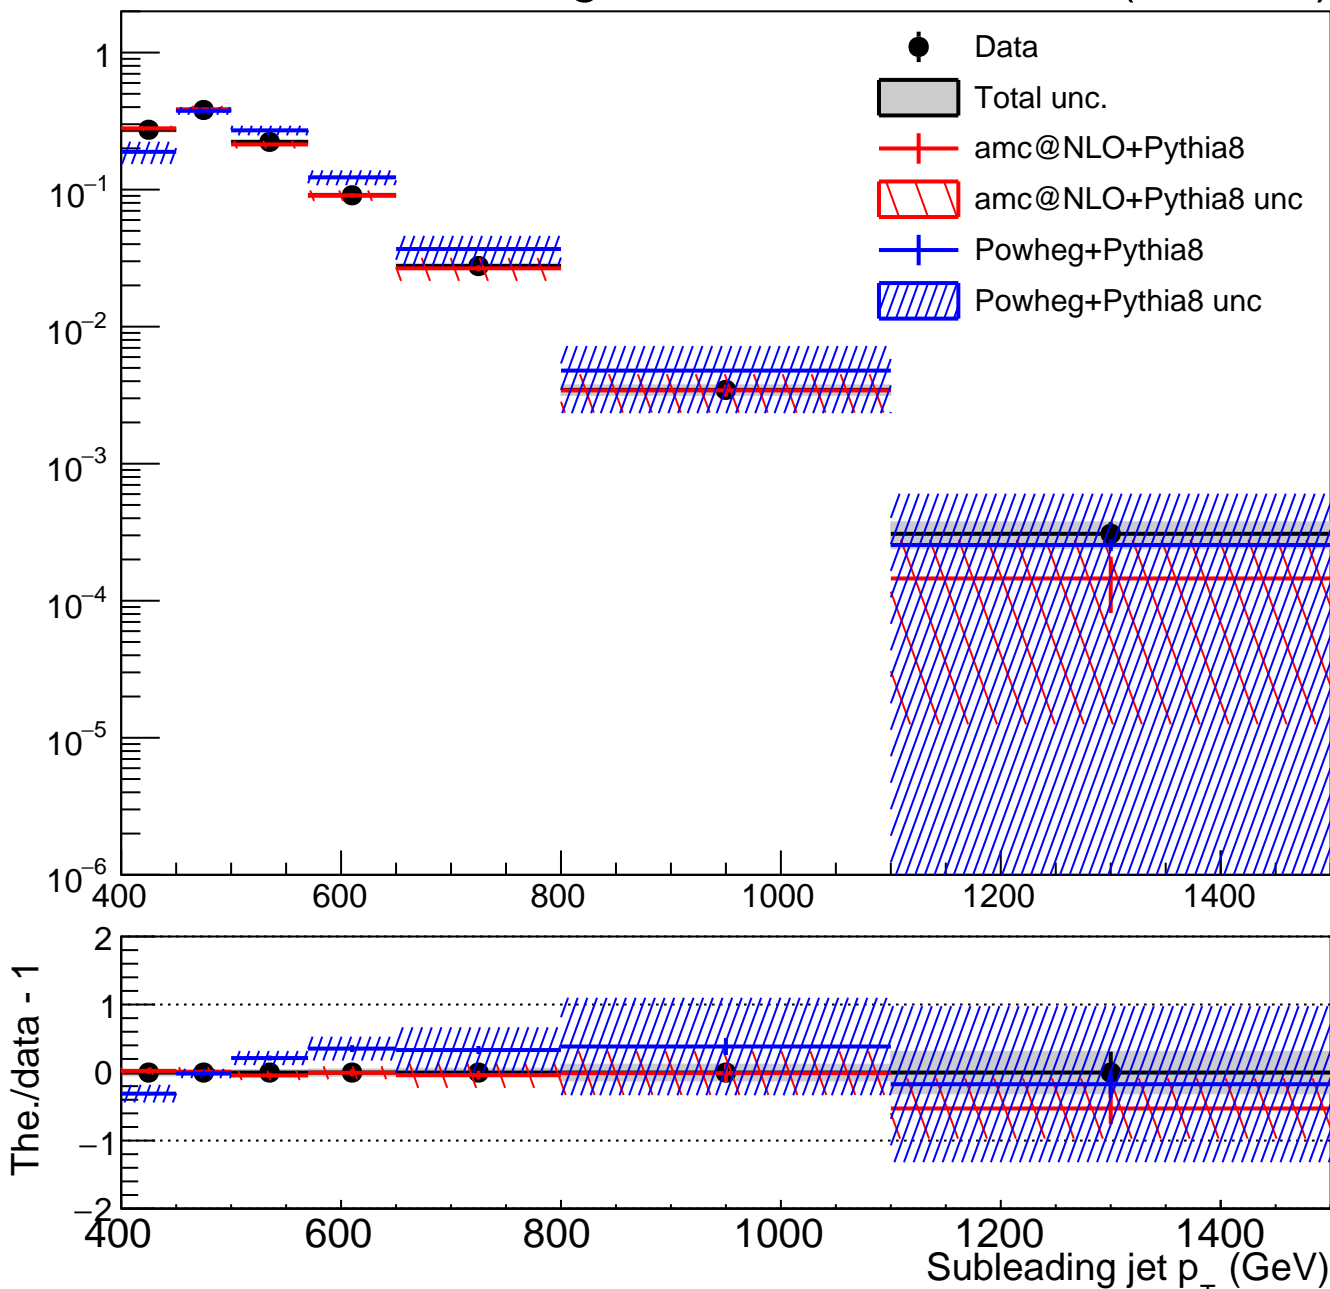 1
10⁻¹
10⁻²
10⁻³
10⁻⁴
10⁻⁵
10⁻⁶
Data
Total unc.
amc@NLO+Pythia8
amc@NLO+Pythia8 unc
Powheg+Pythia8
Powheg+Pythia8 unc
400 600 800 1000 1200 1400
The./data - 1
2
1
0
−1
−2
400 600 800 1000 1200 1400
Subleading jet p_T (GeV)